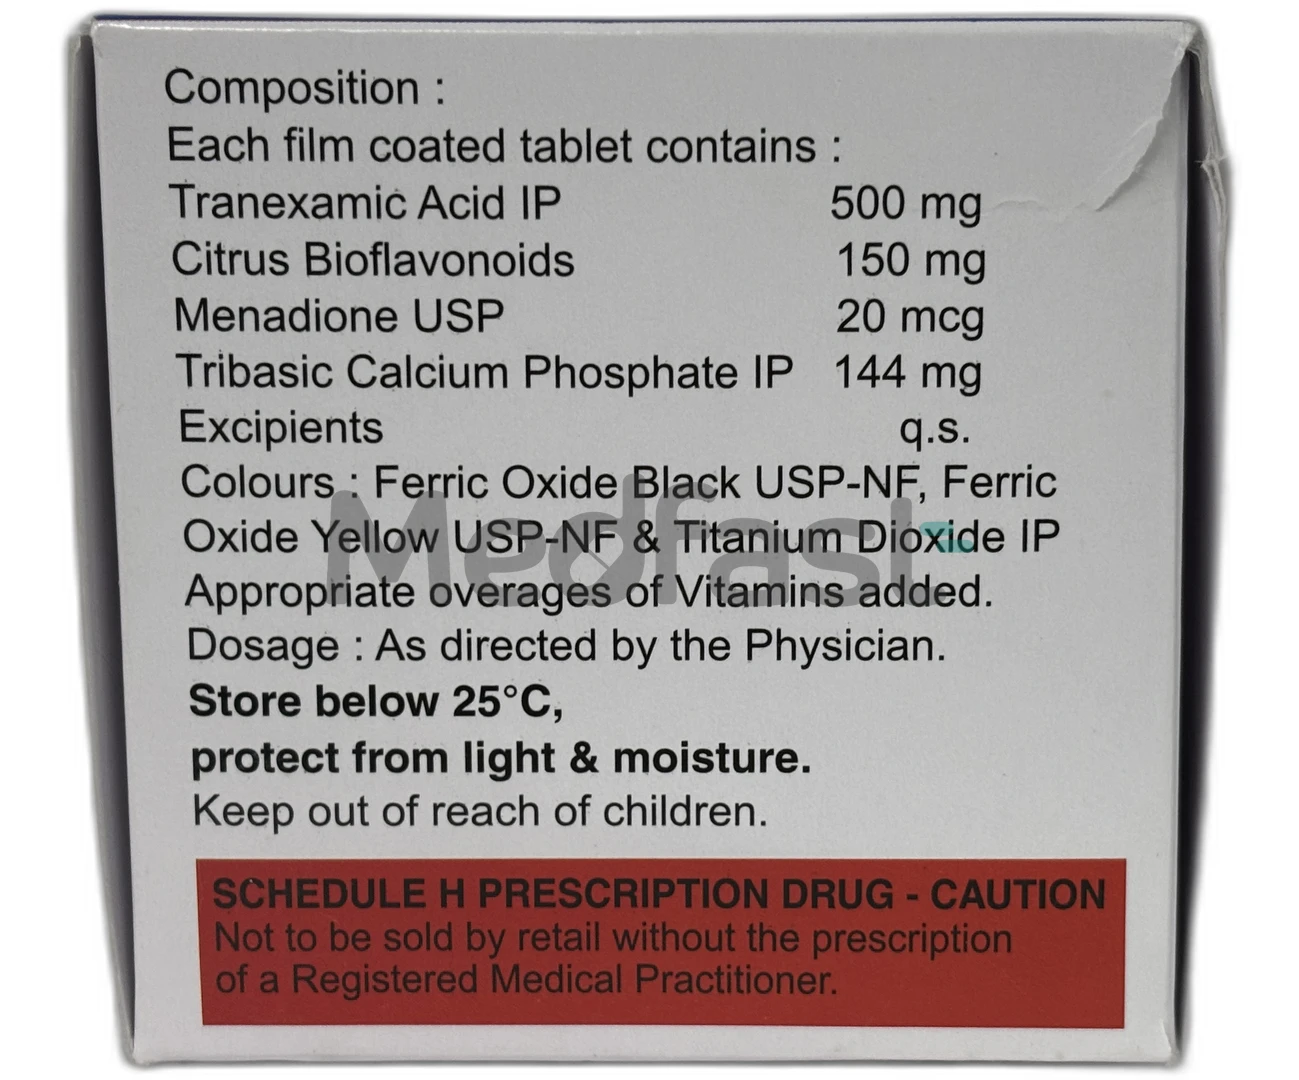 Composition :
Each film coated tablet contains :
Tranexamic Acid IP 500 mg
Citrus Bioflavonoids 150 mg
Menadione USP 20 mcg
Tribasic Calcium Phosphate IP 144 mg
Excipients q.s.
Colours : Ferric Oxide Black USP-NF, Ferric
Oxide Yellow USP-NF & Titanium Dioxide IP
Medfast
Appropriate overages of Vitamins added.
Dosage : As directed by the Physician.
Store below 25°C,
protect from light & moisture.
Keep out of reach of children.
SCHEDULE H PRESCRIPTION DRUG - CAUTION
Not to be sold by retail without the prescription
of a Registered Medical Practitioner.